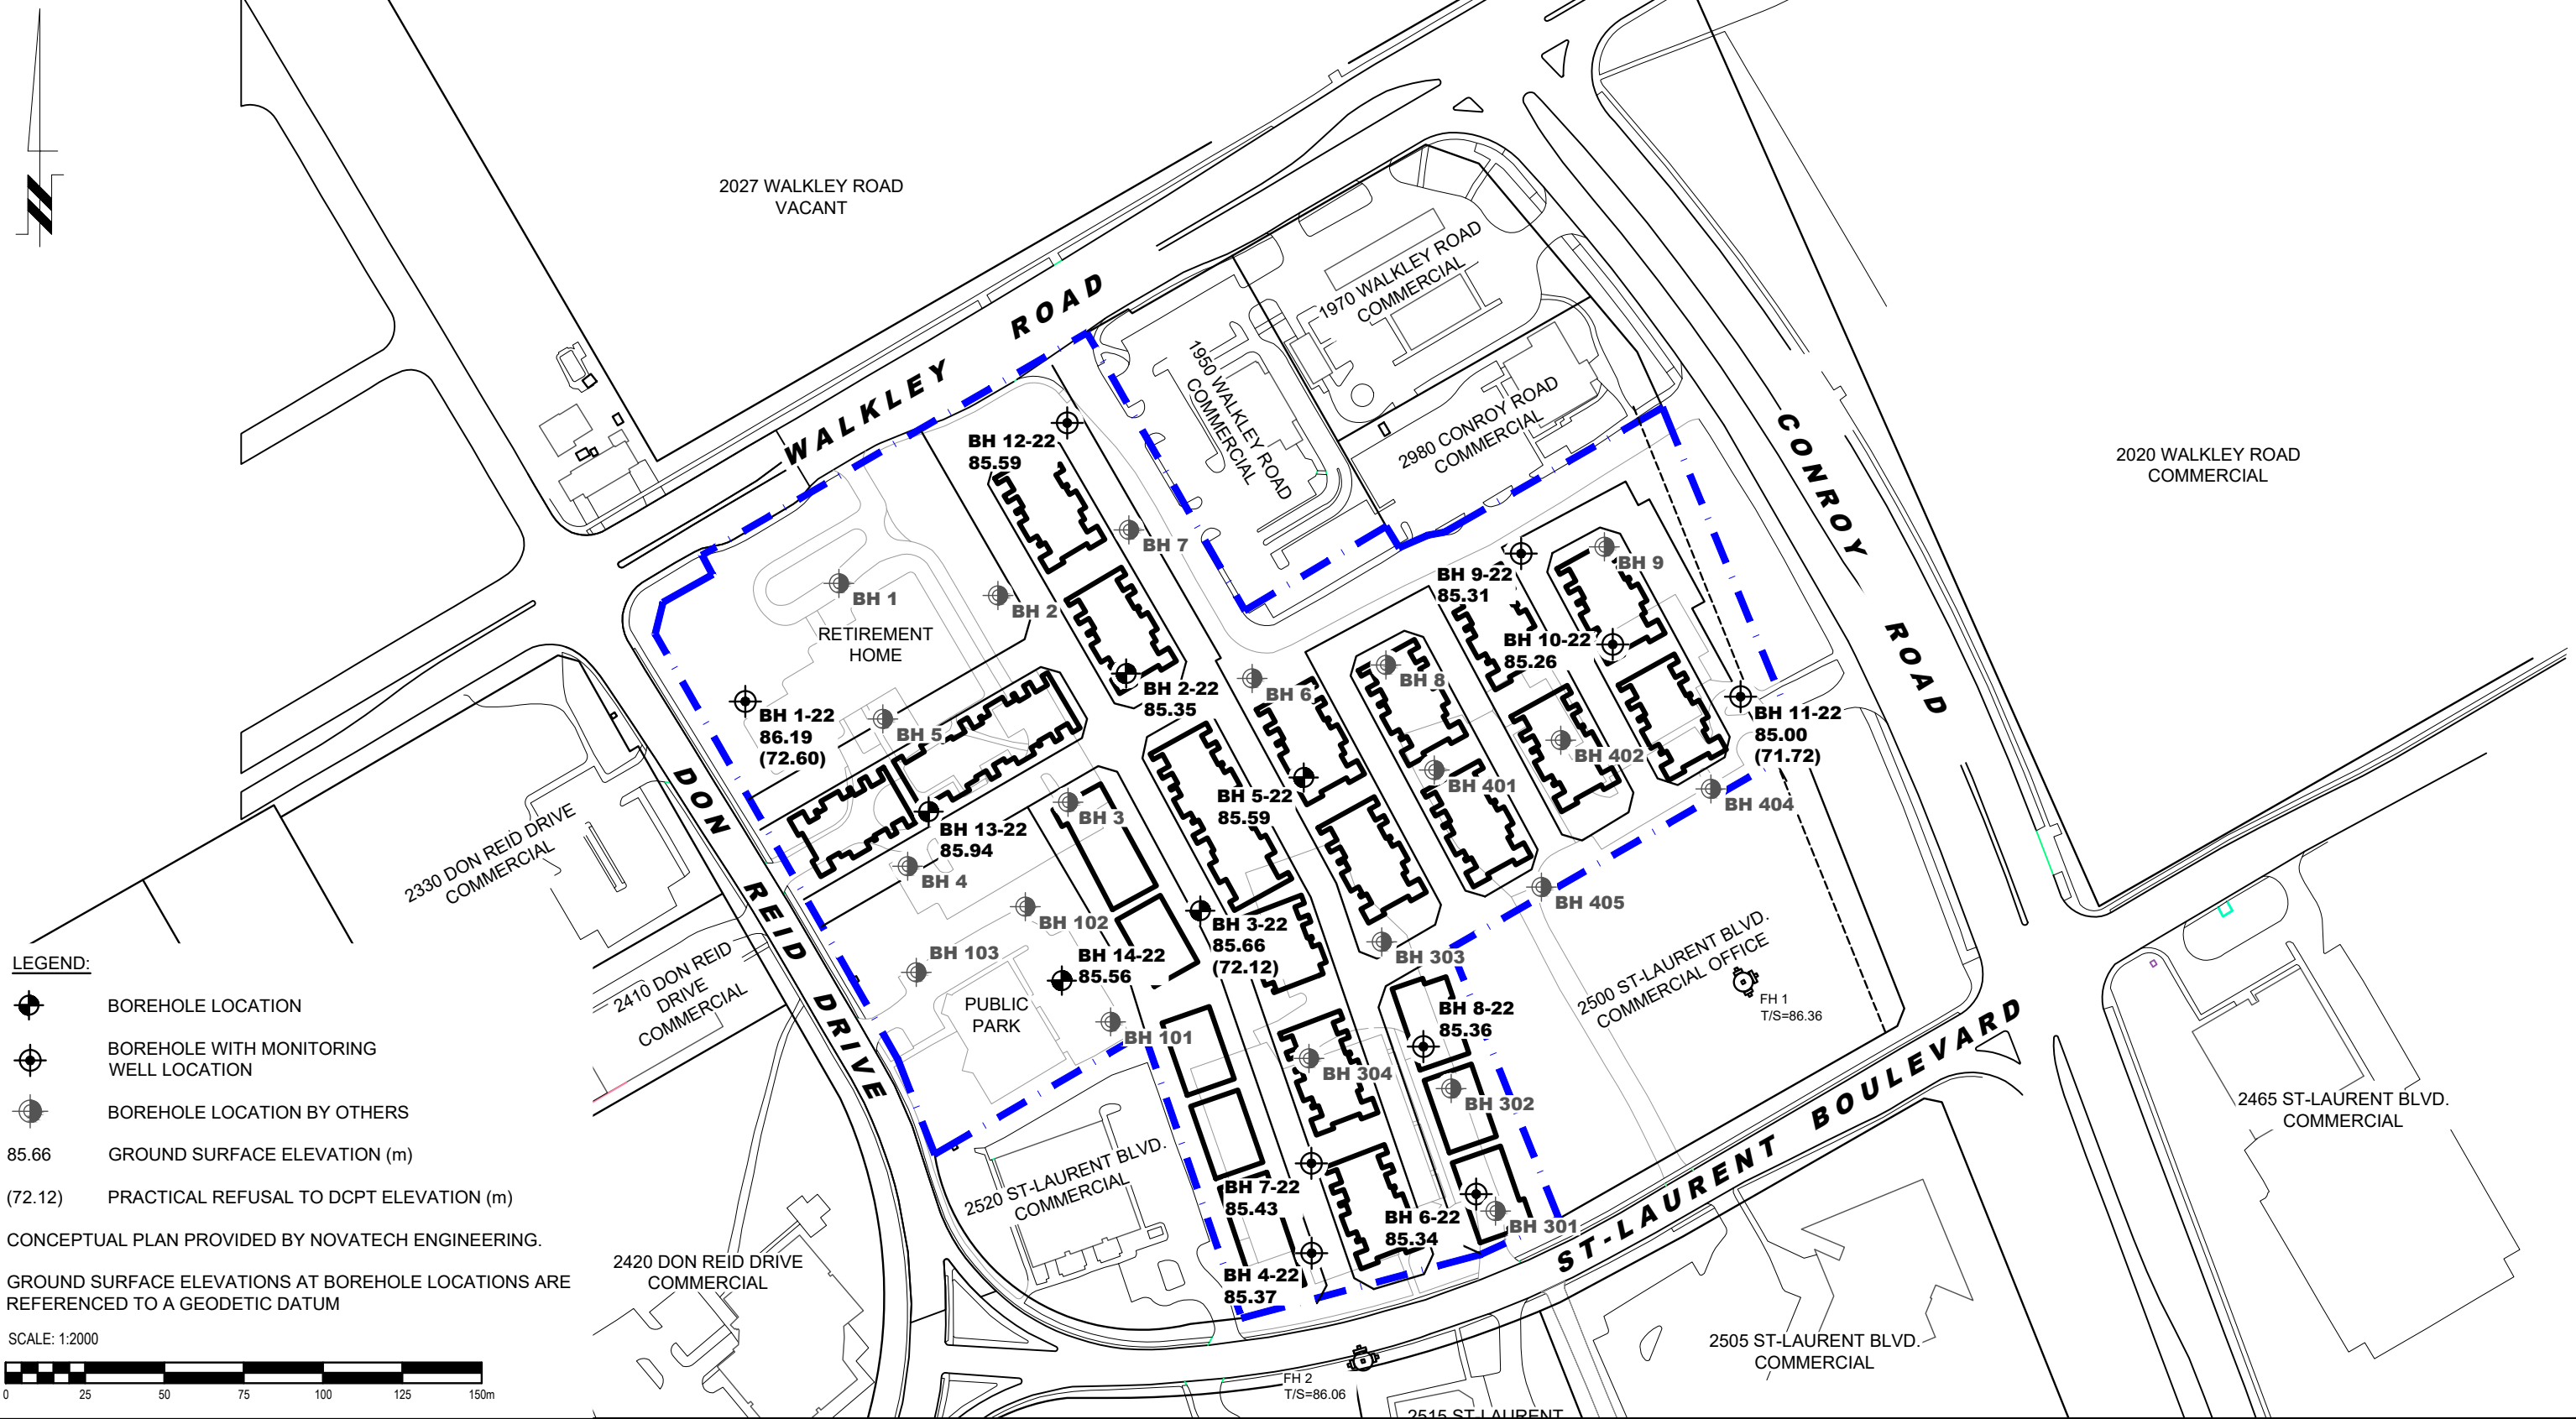 2027 WALKLEY ROAD
VACANT
WALKLEY ROAD
1970 WALKLEY ROAD
COMMERCIAL
1950 WALKLEY ROAD
COMMERCIAL
2980 CONROY ROAD
COMMERCIAL
CONROY ROAD
2020 WALKLEY ROAD
COMMERCIAL
BH 12-22
85.59
BH 7
BH 9-22
85.31
BH 9
BH 1
BH 2
RETIREMENT
HOME
BH 10-22
85.26
BH 1-22
86.19
(72.60)
BH 5
BH 2-22
85.35
BH 6
BH 8
BH 11-22
85.00
(71.72)
BH 402
BH 401
BH 404
BH 5-22
85.59
BH 3
BH 13-22
85.94
BH 4
DON REID DRIVE
2330 DON REID DRIVE
COMMERCIAL
BH 102
BH 405
BH 3-22
85.66
(72.12)
BH 14-22
85.56
BH 103
BH 303
2410 DON REID
DRIVE
COMMERCIAL
PUBLIC
PARK
BH 101
2500 ST-LAURENT BLVD.
COMMERCIAL OFFICE
FH 1
T/S=86.36
BH 8-22
85.36
BH 304
BH 302
2520 ST-LAURENT BLVD.
COMMERCIAL
BH 7-22
85.43
BH 6-22
85.34
BH 301
BH 4-22
85.37
ST-LAURENT BOULEVARD
2465 ST-LAURENT BLVD.
COMMERCIAL
2420 DON REID DRIVE
COMMERCIAL
2505 ST-LAURENT BLVD.
COMMERCIAL
FH 2
T/S=86.06
2515 ST-LAURENT
LEGEND:
BOREHOLE LOCATION
BOREHOLE WITH MONITORING
WELL LOCATION
BOREHOLE LOCATION BY OTHERS
85.66 GROUND SURFACE ELEVATION (m)
(72.12) PRACTICAL REFUSAL TO DCPT ELEVATION (m)
CONCEPTUAL PLAN PROVIDED BY NOVATECH ENGINEERING.
GROUND SURFACE ELEVATIONS AT BOREHOLE LOCATIONS ARE
REFERENCED TO A GEODETIC DATUM
SCALE: 1:2000
0 25 50 75 100 125 150m